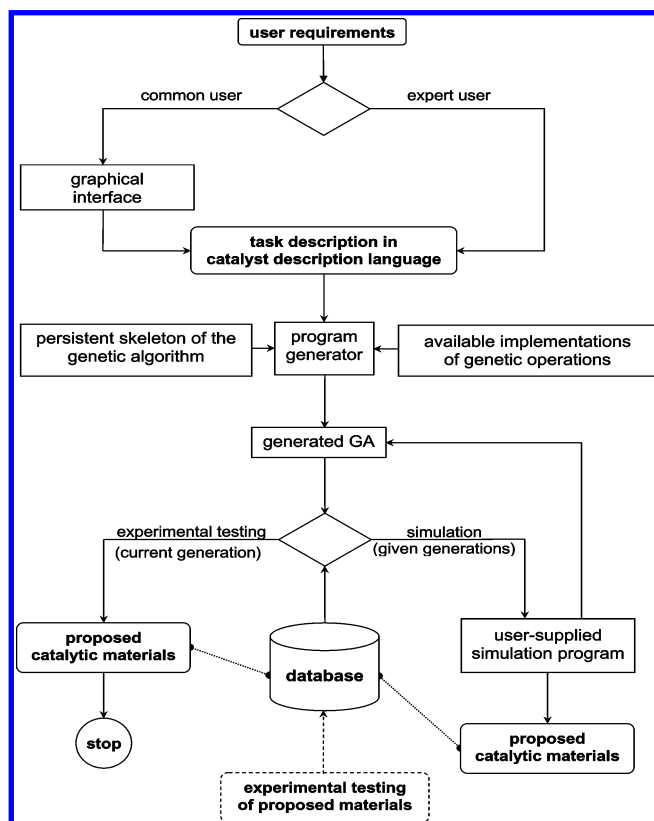 user requirements
common user
expert user
graphical
interface
task description in
catalyst description language
persistent skeleton of the
genetic algorithm
program
generator
available implementations
of genetic operations
generated GA
experimental testing
(current generation)
simulation
(given generations)
proposed
catalytic materials
database
user-supplied
simulation program
stop
proposed
catalytic materials
experimental testing
of proposed materials